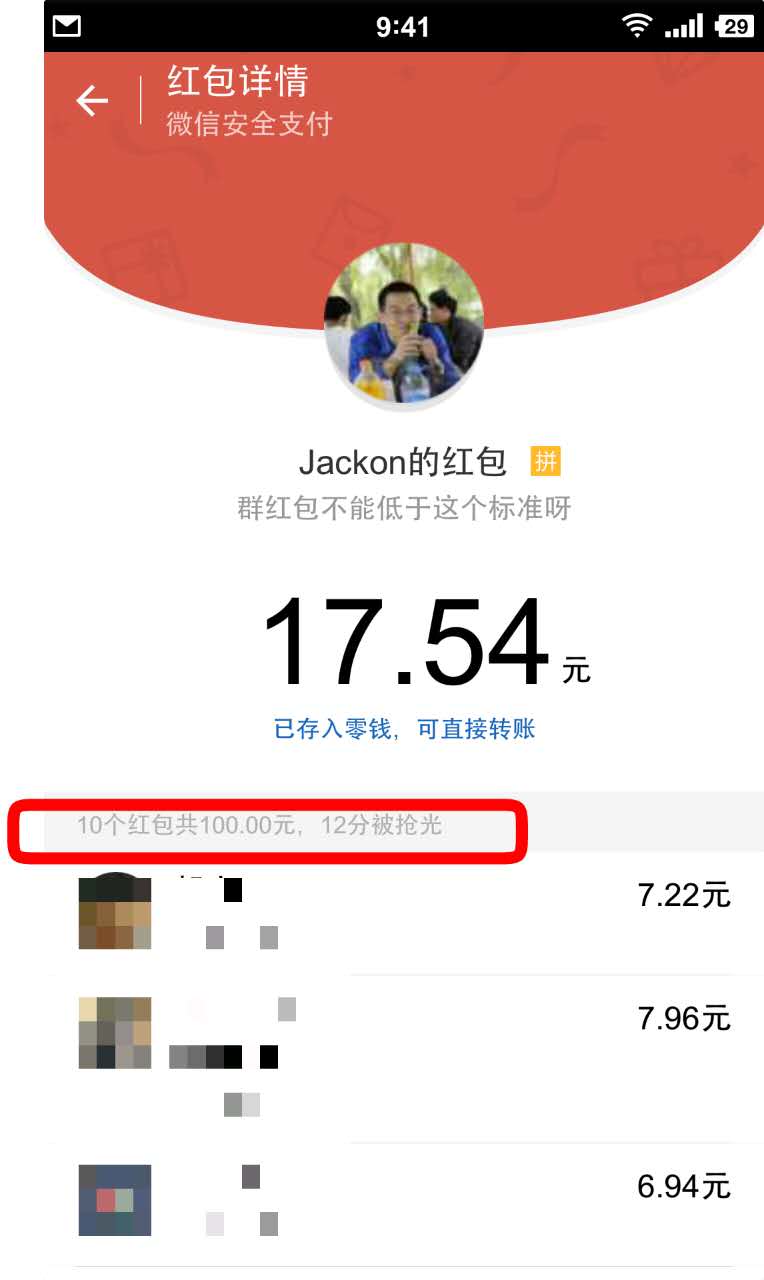 9:41
29
红包详情
微信安全支付
Jackon的红包 拼
群红包不能低于这个标准呀
17.54元
已存入零钱，可直接转账
10个红包共100.00元，12分被抢光
7.22元
7.96元
6.94元